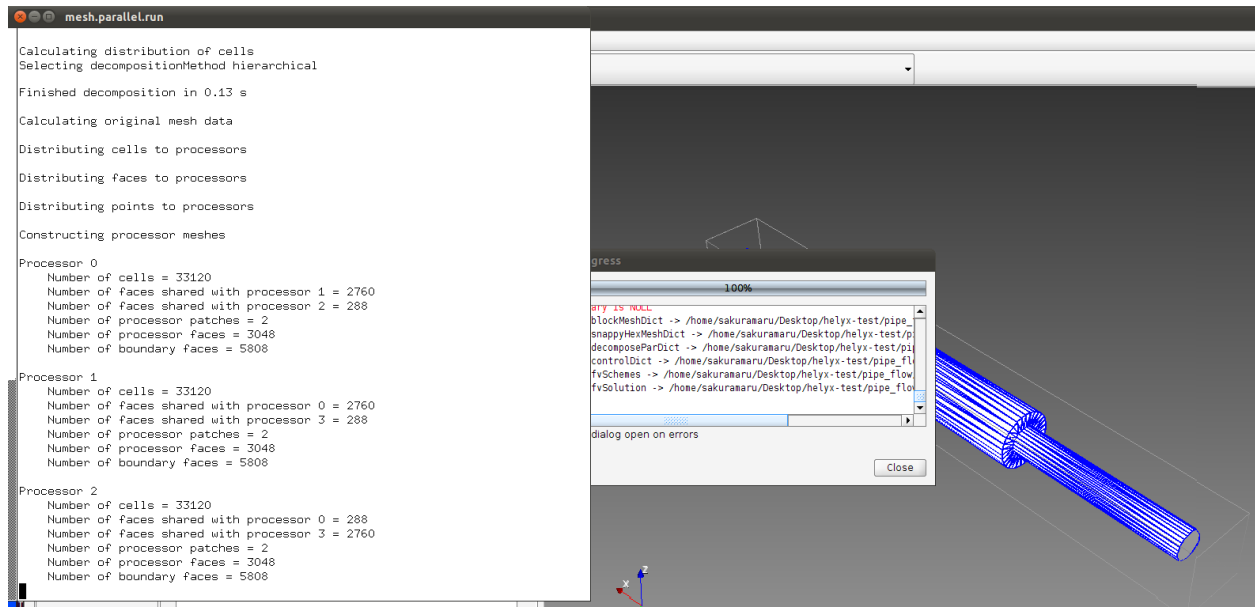 mesh.parallel.run
Calculating distribution of cells
Selecting decompositionMethod hierarchical
Finished decomposition in 0.13 s
Calculating original mesh data
Distributing cells to processors
Distributing faces to processors
Distributing points to processors
Constructing processor meshes
Processor 0
Number of cells = 33120
Number of faces shared with processor 1 = 2760
Number of faces shared with processor 2 = 288
Number of processor patches = 2
Number of processor faces = 3048
Number of boundary faces = 5808
Processor 1
Number of cells = 33120
Number of faces shared with processor 0 = 2760
Number of faces shared with processor 3 = 288
Number of processor patches = 2
Number of processor faces = 3048
Number of boundary faces = 5808
Processor 2
Number of cells = 33120
Number of faces shared with processor 0 = 288
Number of faces shared with processor 3 = 2760
Number of processor patches = 2
Number of processor faces = 3048
Number of boundary faces = 5808
gress
100%
ary is NULL
blockMeshDict -> /home/sakuramaru/Desktop/helyx-test/pipe_
snappyHexMeshDict -> /home/sakuramaru/Desktop/helyx-test/p
decomposeParDict -> /home/sakuramaru/Desktop/helyx-test/pip
controlDict -> /home/sakuramaru/Desktop/helyx-test/pipe_flo
fvSchemes -> /home/sakuramaru/Desktop/helyx-test/pipe_flow
fvSolution -> /home/sakuramaru/Desktop/helyx-test/pipe_flow
dialog open on errors
Close
X
Z